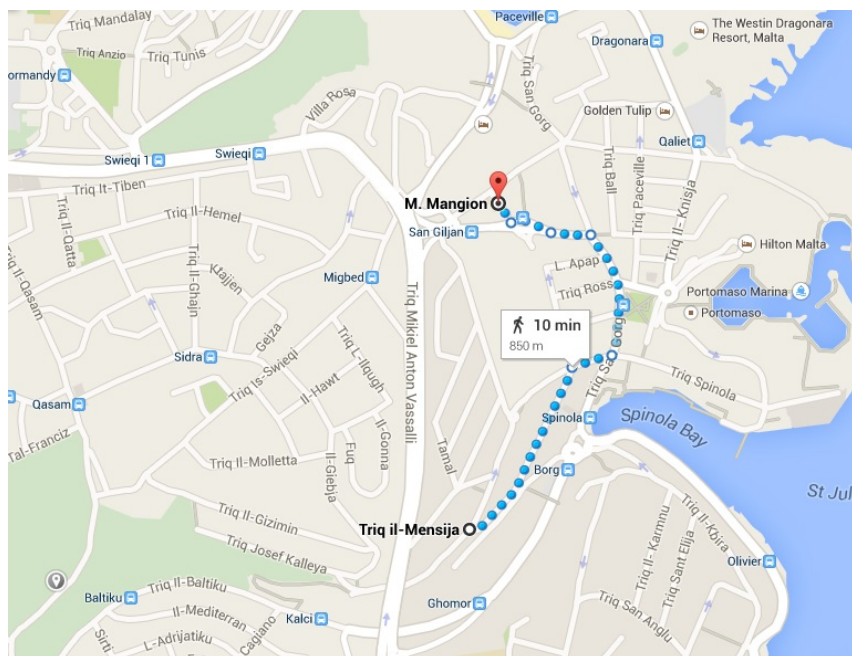 Triq Mandalay
Paceville
The Westin Dragonara
Resort, Malta
Triq Anzio
Triq Tunis
Dragonara
ormandy
Triq San Gorg
Villa Rosa
Golden Tulip
Swieqi 1
Swieqi
Qaliet
Triq It-Tiben
Triq Ball
Triq Paceville
M. Mangion
Triq Il-Hemel
Triq Il-Qatta
San Giljan
Triq Il- Knisja
Hilton Malta
L. Apap
Triq Il-Qasam
Triq Il-Ghajn
Klajjen
Migbed
Triq Ross
Portomaso Marina
Portomaso
Triq Mikiel Anton Vassalli
10 min
850 m
Gejza
Triq L-Ilqugh
Sidra
Triq Is-Swieqi
Triq San Gorg
Triq Spinola
Il-Hawt
Qasam
Spinola
Spinola Bay
Il-Gonna
Tal-Franciz
Fuq
Tamal
Triq Il-Molletta
Il-Giebja
Borg
St Jul
Triq Il-Gizimin
Triq il-Mensija
Triq Il-Kbira
Triq Josef Kalleya
Triq Il- Karmnu
Triq Sant Elija
Olivier
Triq Il-Baltiku
Baltiku
Ghomor
Kalci
Triq San Anglu
Il-Mediterran
Cagiano
Sirti
L-Adrijatiku